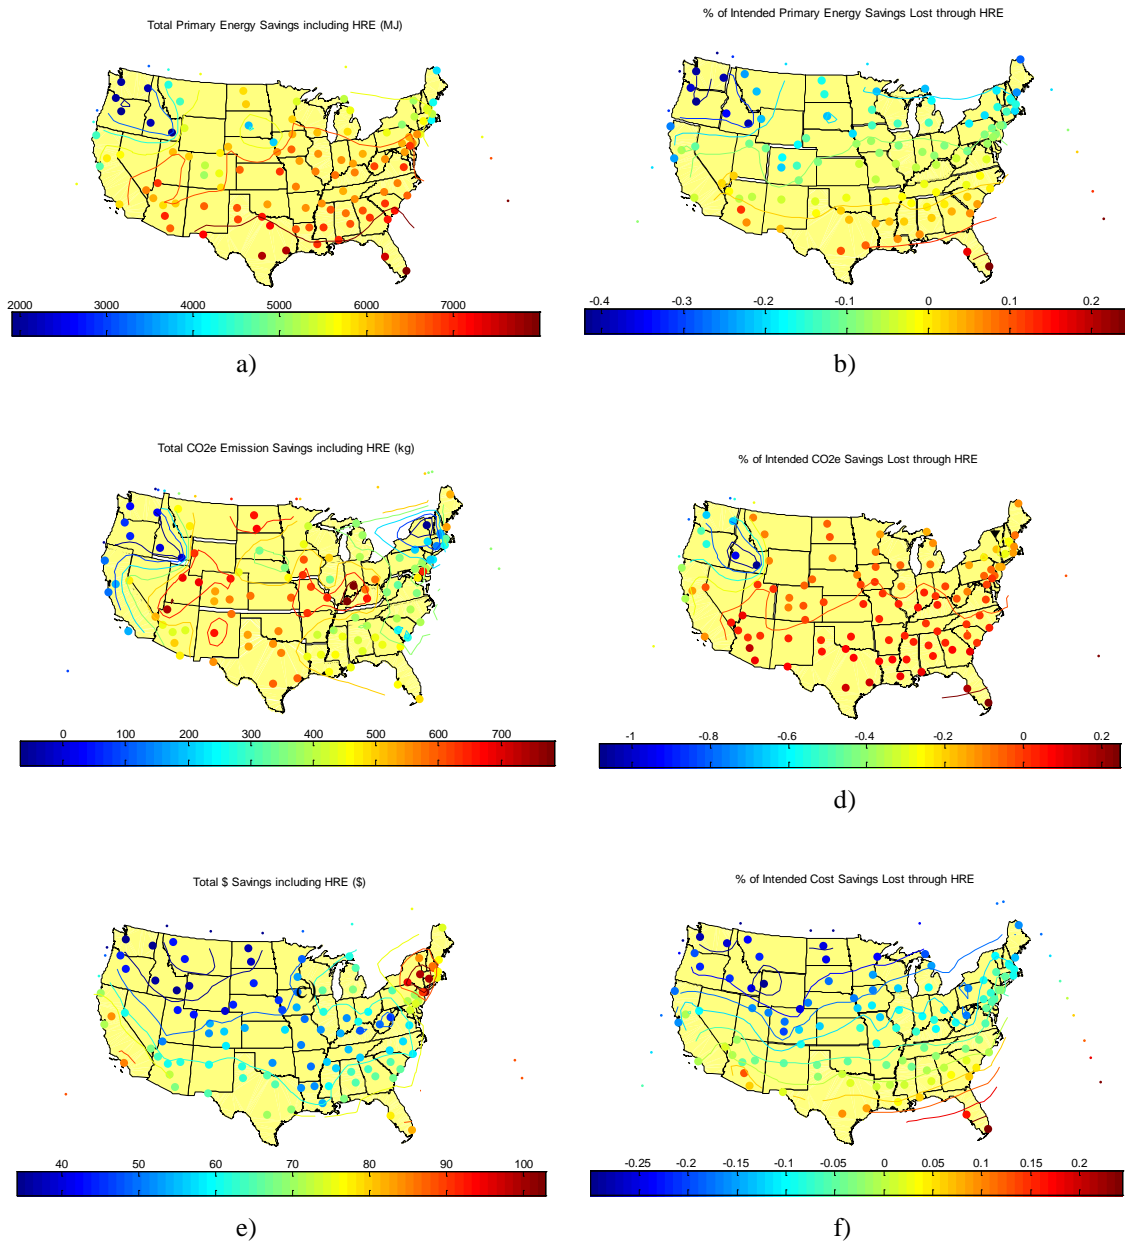 Total Primary Energy Savings including HRE (MJ)
% of Intended Primary Energy Savings Lost through HRE
2000 3000 4000 5000 6000 7000
-0.4 -0.3 -0.2 -0.1 0 0.1 0.2
a)
b)
Total CO2e Emission Savings including HRE (kg)
% of Intended CO2e Savings Lost through HRE
0 100 200 300 400 500 600 700
-1 -0.8 -0.6 -0.4 -0.2 0 0.2
d)
Total $ Savings including HRE ($)
% of Intended Cost Savings Lost through HRE
c)
40 50 60 70 80 90 100
-0.25 -0.2 -0.15 -0.1 -0.05 0 0.05 0.1 0.15 0.2
e)
f)